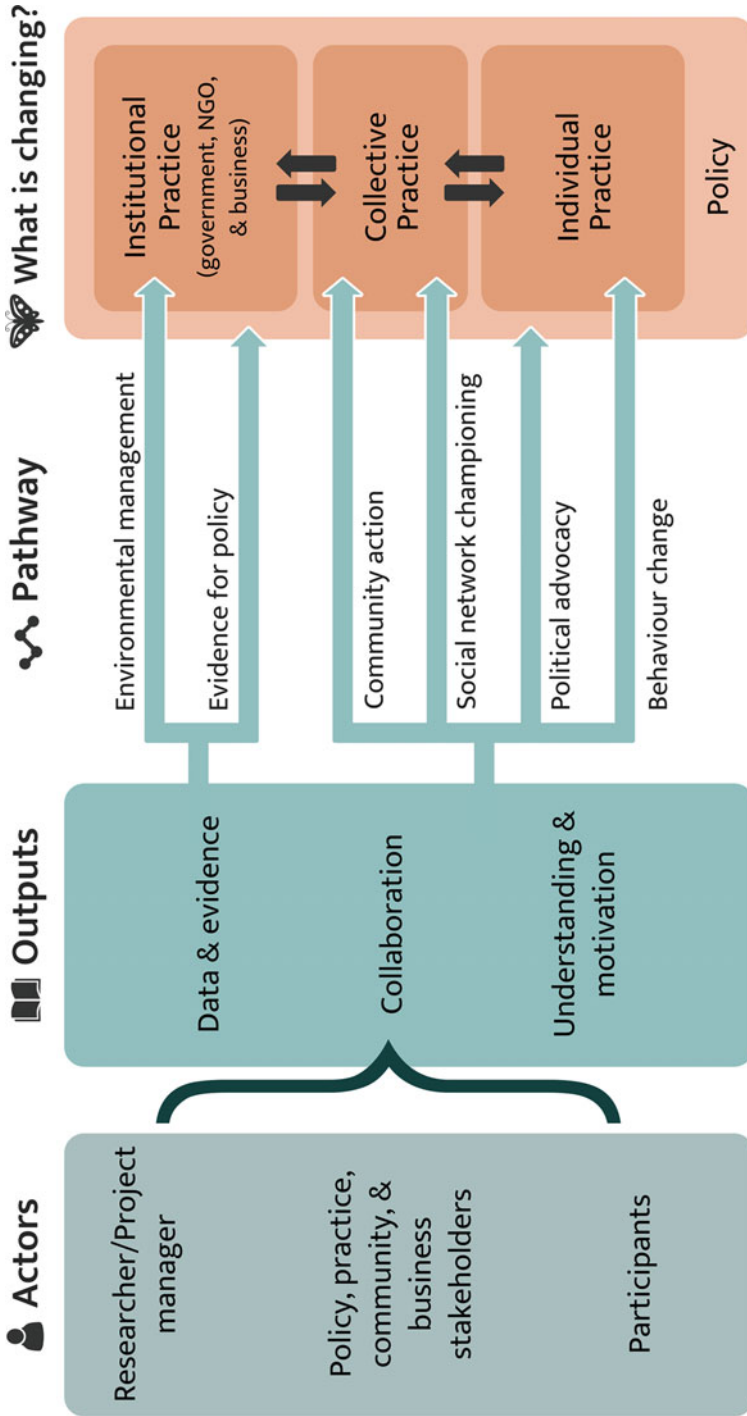 Actors
Researcher/Project
manager
Policy, practice,
community, &
business
stakeholders
Participants
Outputs
Data & evidence
Collaboration
Understanding &
motivation
Pathway
Environmental management
Evidence for policy
Community action
Social network championing
Political advocacy
Behaviour change
What is changing?
Institutional
Practice
(government, NGO,
& business)
Collective
Practice
Individual
Practice
Policy